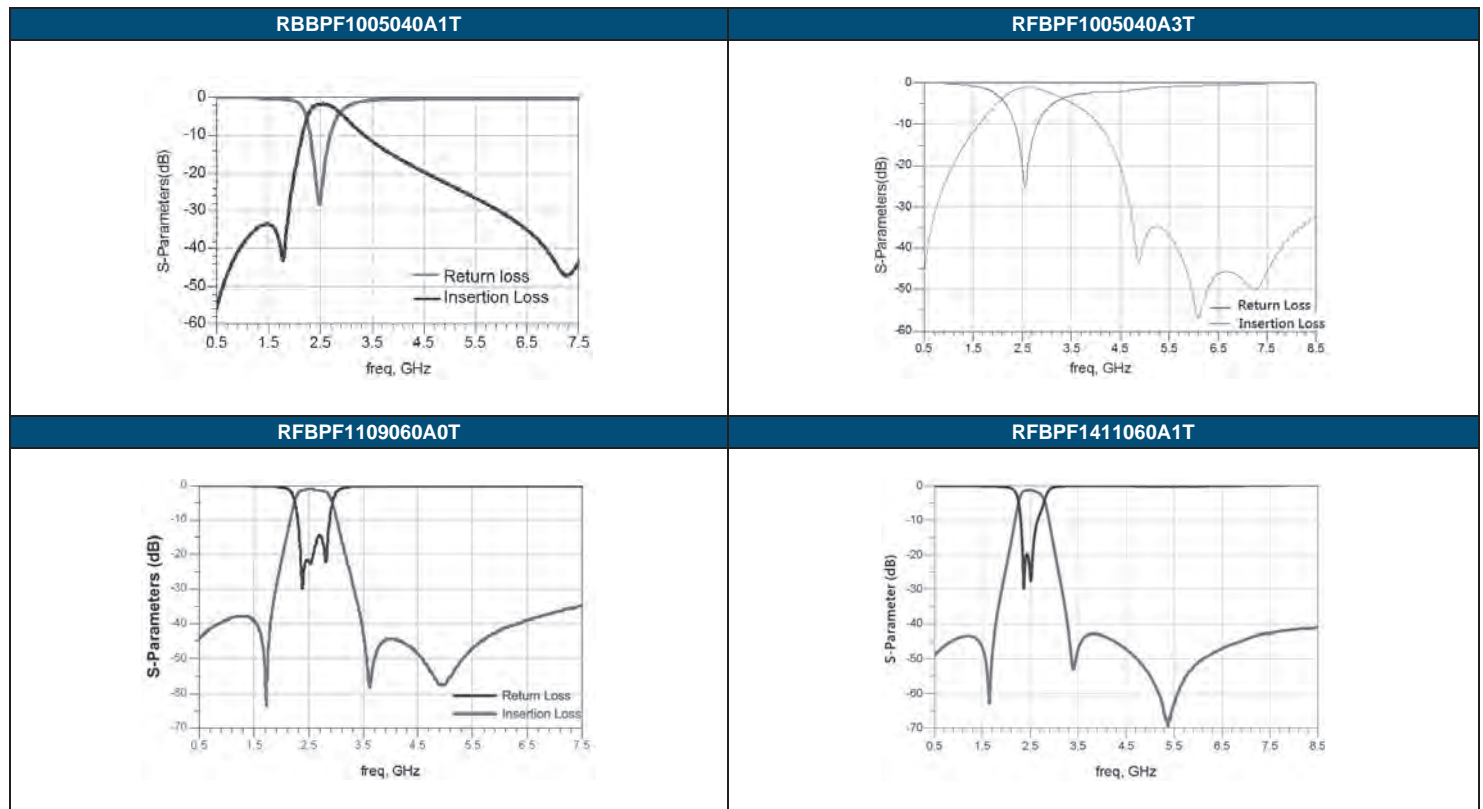 RBBPF1005040A1T
RFBPF1005040A3T
0
-10
-20
-30
-40
-50
-60
S-Parameters(dB)
Return loss
Insertion Loss
0.5 1.5 2.5 3.5 4.5 5.5 6.5 7.5
freq, GHz
0
-10
-20
-30
-40
-50
-60
S-Parameters(dB)
Return Loss
Insertion Loss
0.5 1.5 2.5 3.5 4.5 5.5 6.5 7.5 8.5
freq, GHz
RFBPF1109060A0T
RFBPF1411060A1T
0
-10
-20
-30
-40
-50
-60
-70
S-Parameters (dB)
Return Loss
Insertion Loss
0.5 1.5 2.5 3.5 4.5 5.5 6.5 7.5
freq, GHz
0
-10
-20
-30
-40
-50
-60
-70
S-Parameter (dB)
0.5 1.5 2.5 3.5 4.5 5.5 6.5 7.5 8.5
freq, GHz